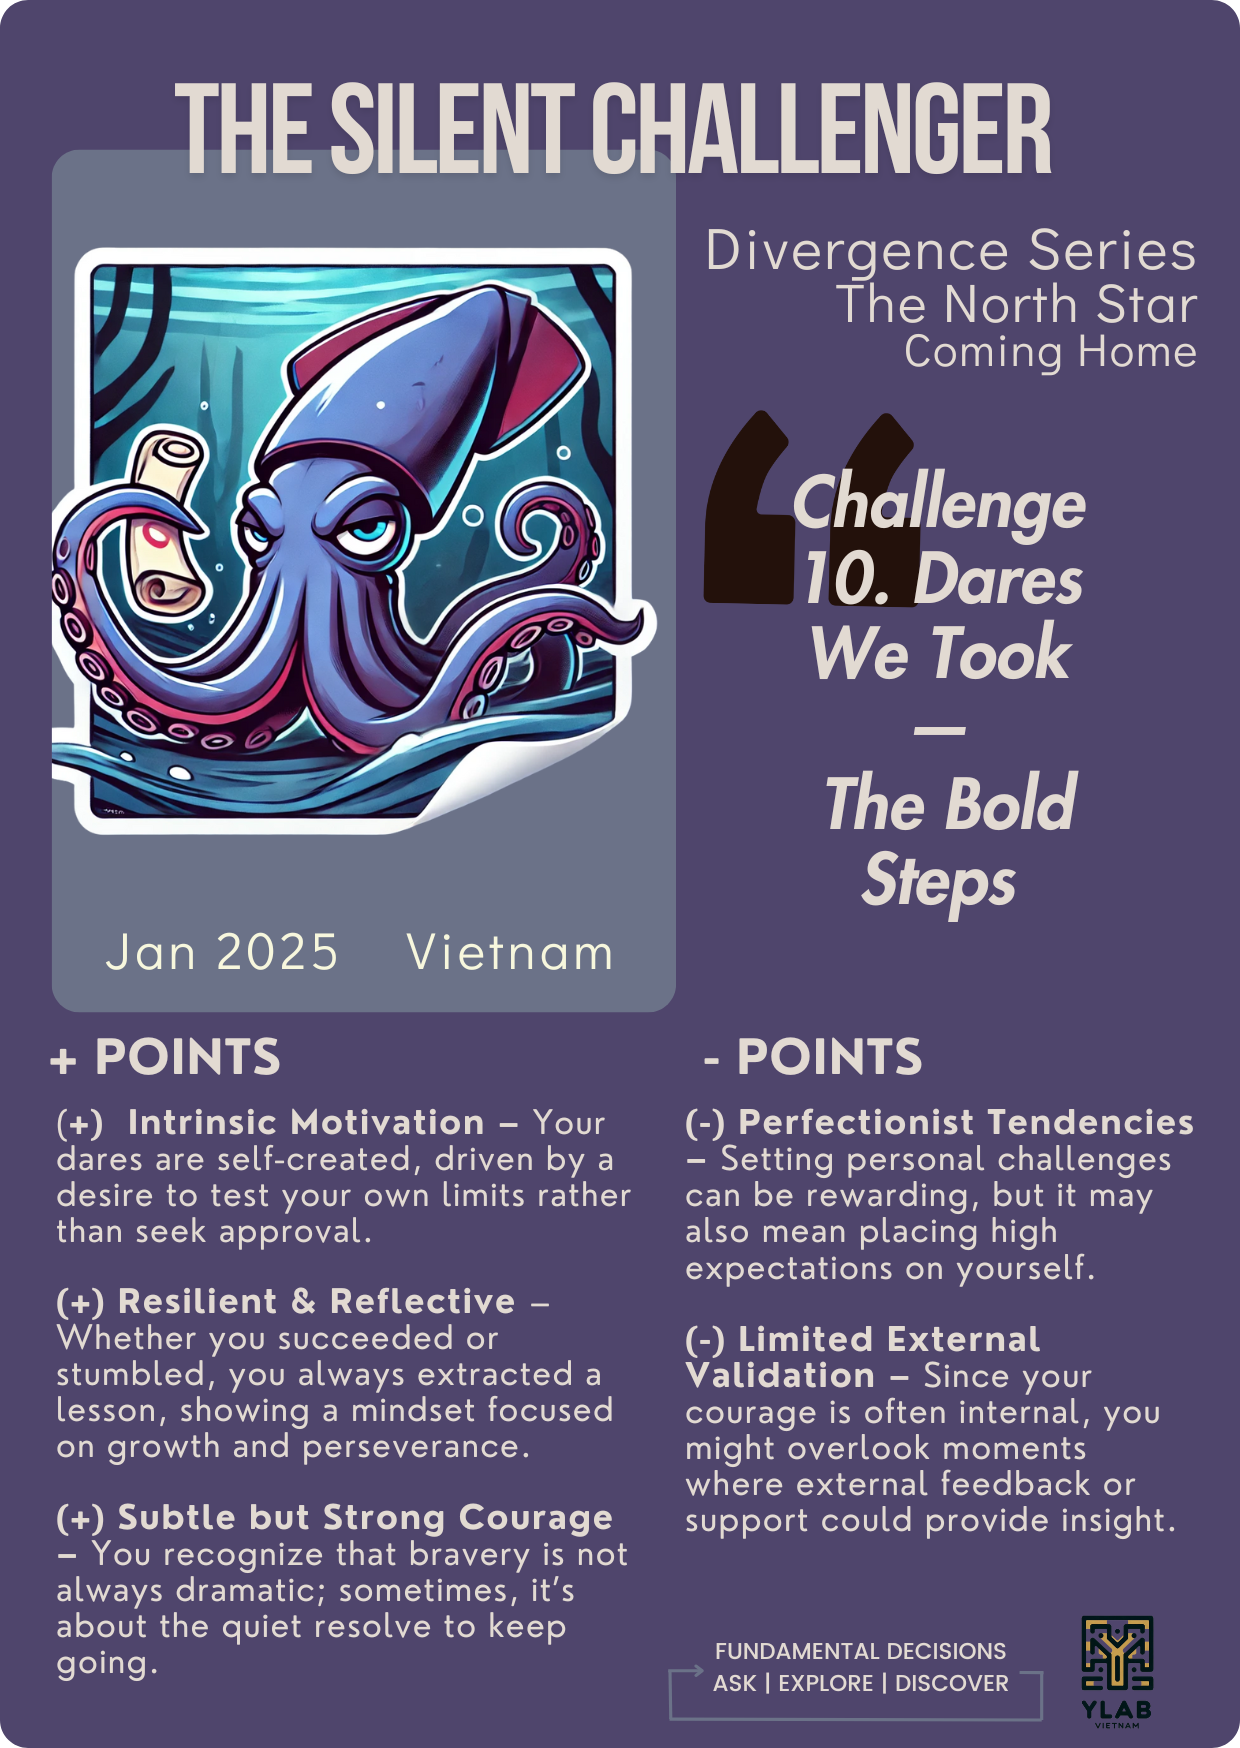 THE SILENT CHALLENGER
Divergence Series
The North Star
Coming Home
“
Challenge
10. Dares
We Took
—
The Bold
Steps
Jan 2025 Vietnam
+ POINTS
(+) Intrinsic Motivation – Your
dares are self-created, driven by a
desire to test your own limits rather
than seek approval.
(+) Resilient & Reflective –
Whether you succeeded or
stumbled, you always extracted a
lesson, showing a mindset focused
on growth and perseverance.
(+) Subtle but Strong Courage
– You recognize that bravery is not
always dramatic; sometimes, it’s
about the quiet resolve to keep
going.
- POINTS
(-) Perfectionist Tendencies
– Setting personal challenges
can be rewarding, but it may
also mean placing high
expectations on yourself.
(-) Limited External
Validation – Since your
courage is often internal, you
might overlook moments
where external feedback or
support could provide insight.
FUNDAMENTAL DECISIONS
ASK | EXPLORE | DISCOVER
YLAB
VIETNAM